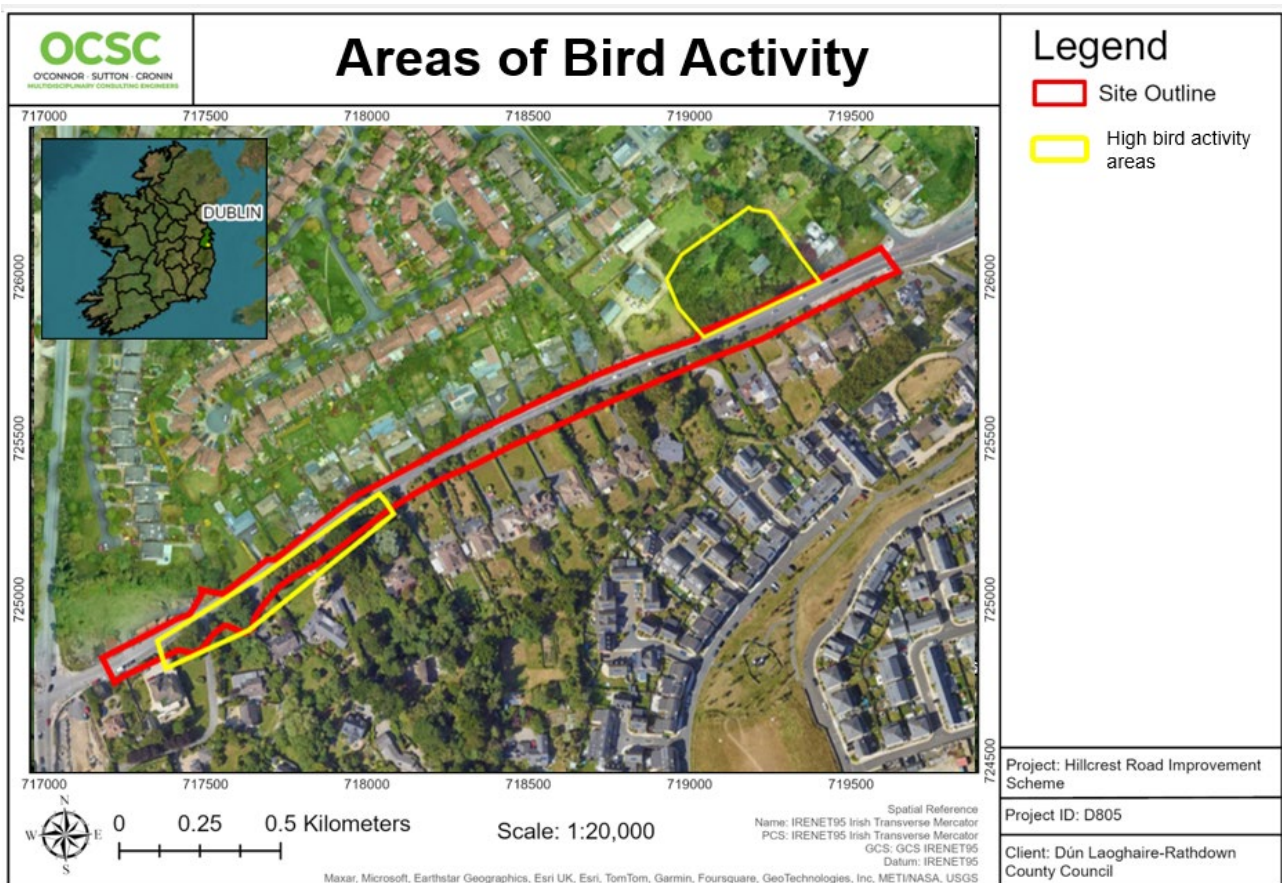 OCSC
O'CONNOR · SUTTON · CRONIN
MULTIDISCIPLINARY CONSULTING ENGINEERS
Areas of Bird Activity
Legend
Site Outline
High bird activity
areas
717000 717500 718000 718500 719000 719500
DUBLIN
726000 726000
725500 725500
725000 725000
724500
717000 717500 718000 718500 719000 719500
N
W E
S
0 0.25 0.5 Kilometers
Scale: 1:20,000
Spatial Reference
Name: IRENET95 Irish Transverse Mercator
PCS: IRENET95 Irish Transverse Mercator
GCS: GCS IRENET95
Datum: IRENET95
Maxar, Microsoft, Earthstar Geographics, Esri UK, Esri, TomTom, Garmin, Foursquare, GeoTechnologies, Inc, METI/NASA, USGS
Project: Hillcrest Road Improvement
Scheme
Project ID: D805
Client: Dún Laoghaire-Rathdown
County Council